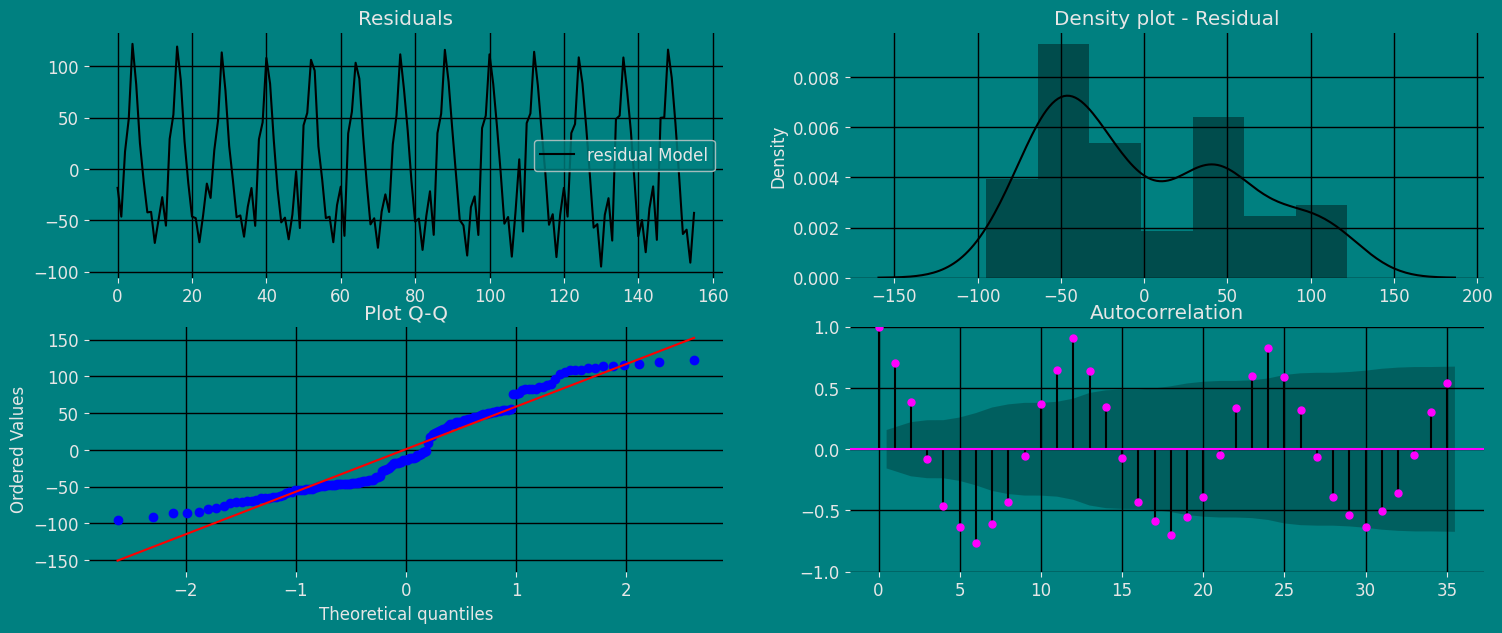 Residuals
100
50
0
−50
−100
0 20 40 60 80 100 120 140 160
residual Model
Density plot - Residual
Density
0.008
0.006
0.004
0.002
0.000
−150 −100 −50 0 50 100 150 200
Plot Q-Q
Ordered Values
150
100
50
0
−50
−100
−150
−2 −1 0 1 2
Theoretical quantiles
Autocorrelation
1.0
0.5
0.0
−0.5
−1.0
0 5 10 15 20 25 30 35